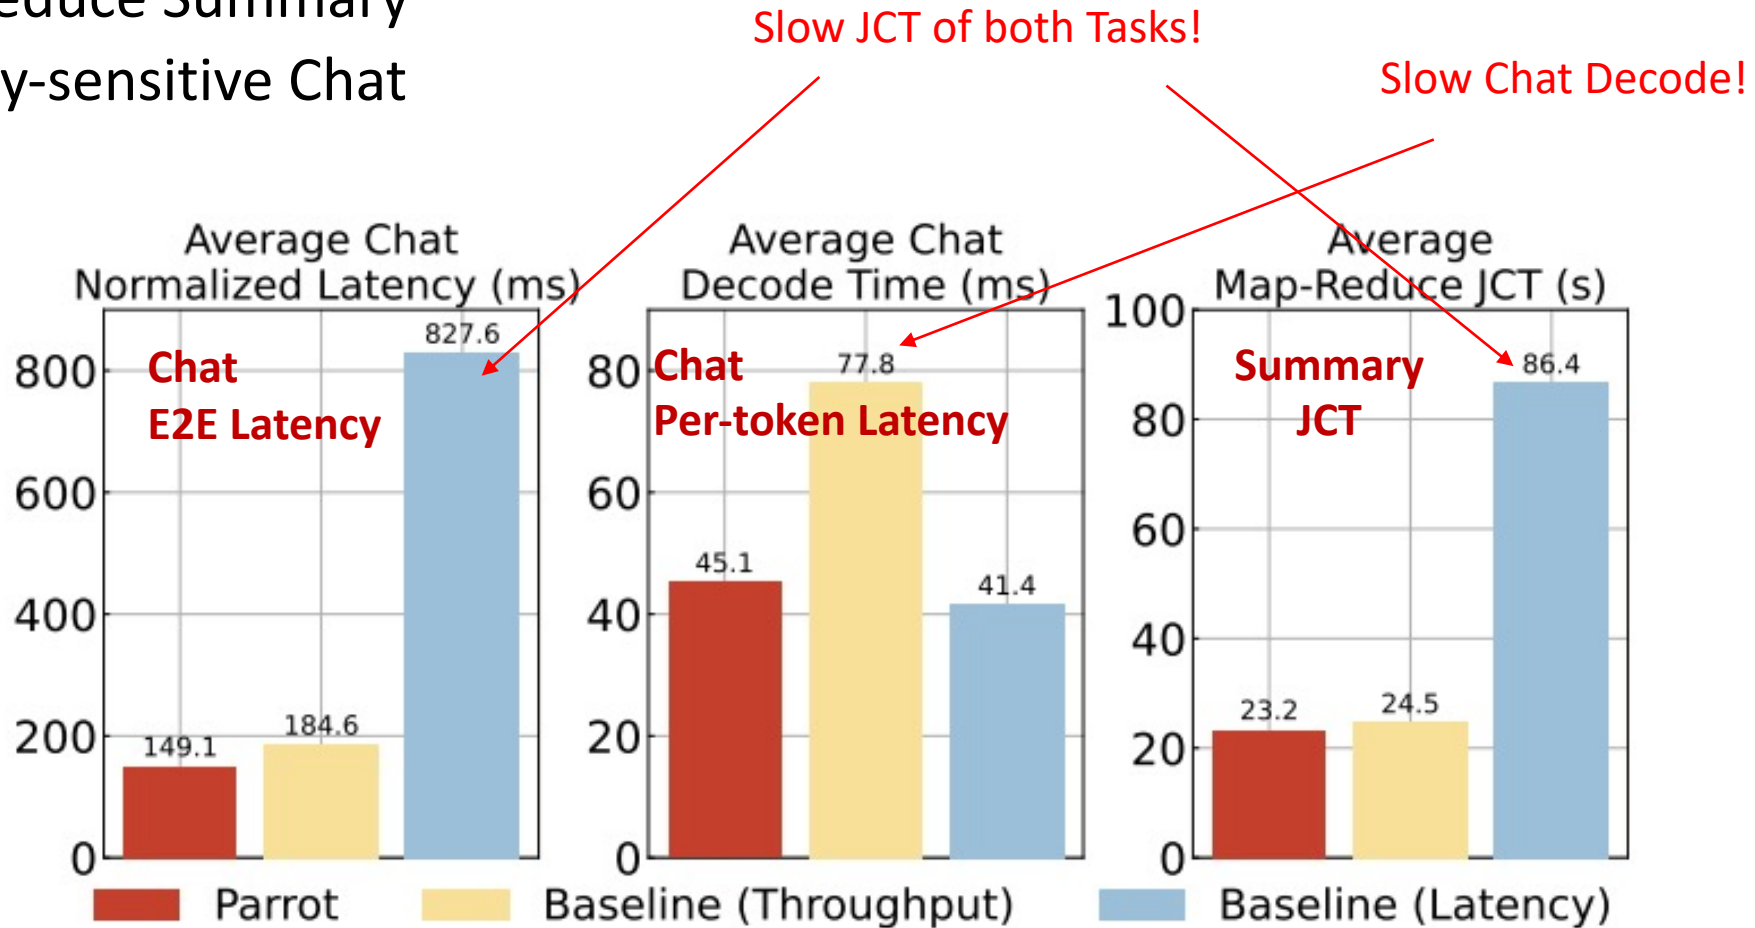 educe Summary
y-sensitive Chat
Slow JCT of both Tasks!
Slow Chat Decode!
Average Chat
Normalized Latency (ms)
800
600
400
200
0
Chat
E2E Latency
149.1
184.6
827.6
Average Chat
Decode Time (ms)
80
60
40
20
0
Chat
Per-token Latency
45.1
77.8
41.4
Average
Map-Reduce JCT (s)
100
80
60
40
20
0
Summary
JCT
23.2
24.5
86.4
Parrot
Baseline (Throughput)
Baseline (Latency)